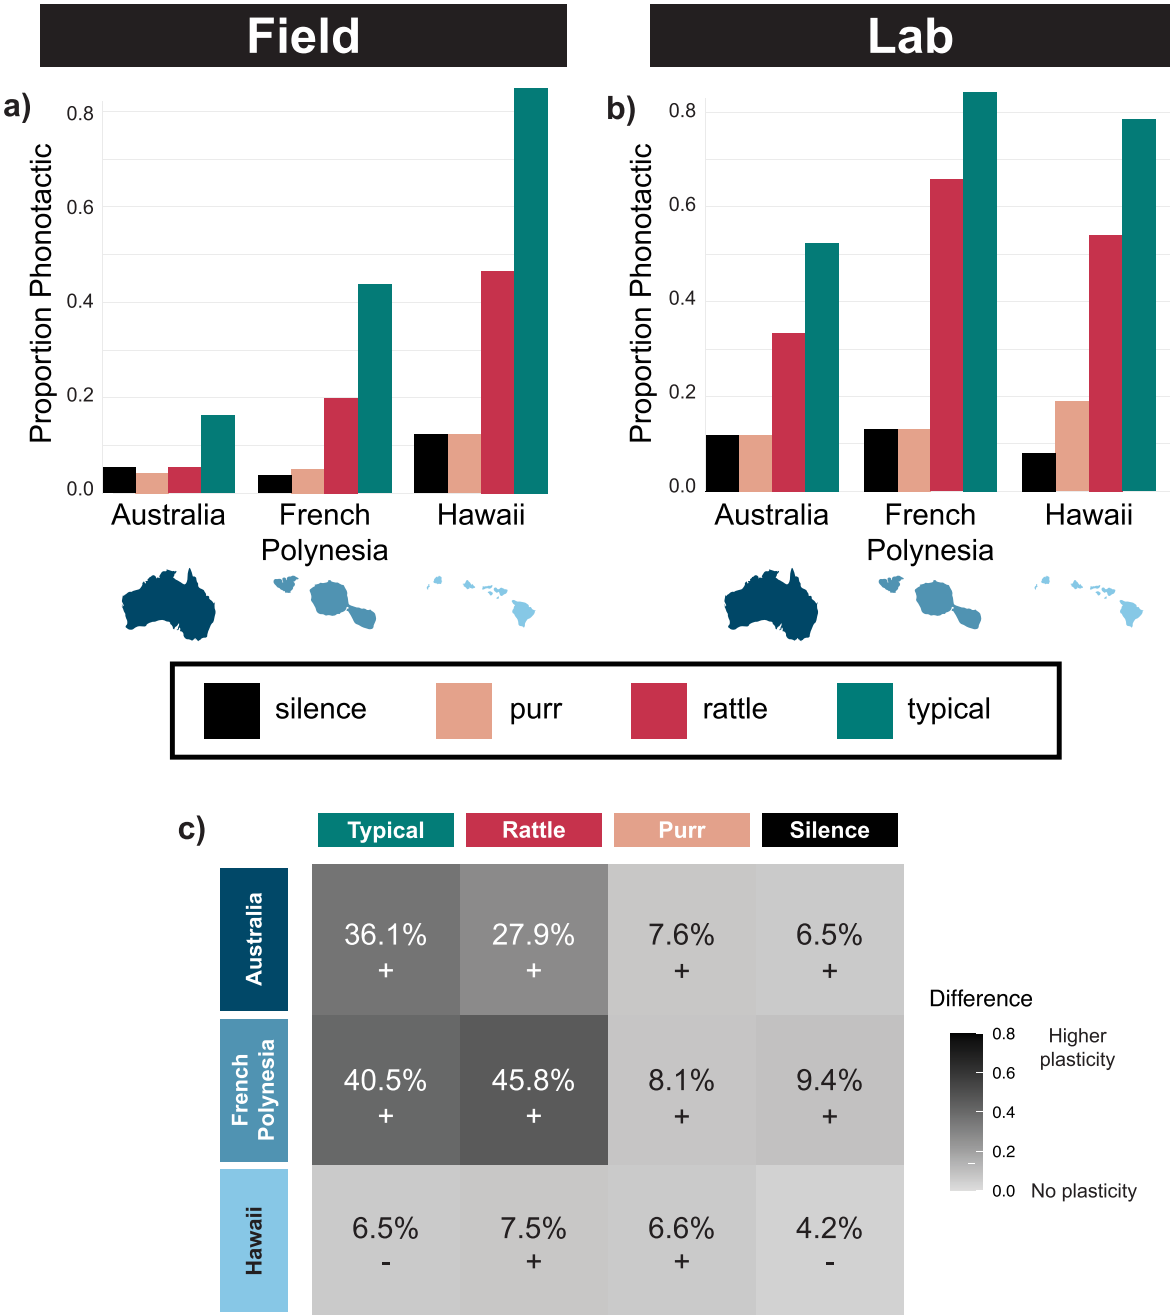 Field
Lab
a)
b)
Proportion Phonotactic
0.8
0.6
0.4
0.2
0.0
Australia
French
Polynesia
Hawaii
Proportion Phonotactic
0.8
0.6
0.4
0.2
0.0
Australia
French
Polynesia
Hawaii
silence
purr
rattle
typical
c)
Typical
Rattle
Purr
Silence
Australia
36.1%
27.9%
7.6%
6.5%
+
+
+
+
French
Polynesia
40.5%
45.8%
8.1%
9.4%
+
+
+
+
Hawaii
6.5%
7.5%
6.6%
4.2%
-
+
+
-
Difference
0.8
0.6
0.4
0.2
0.0
Higher
plasticity
No plasticity